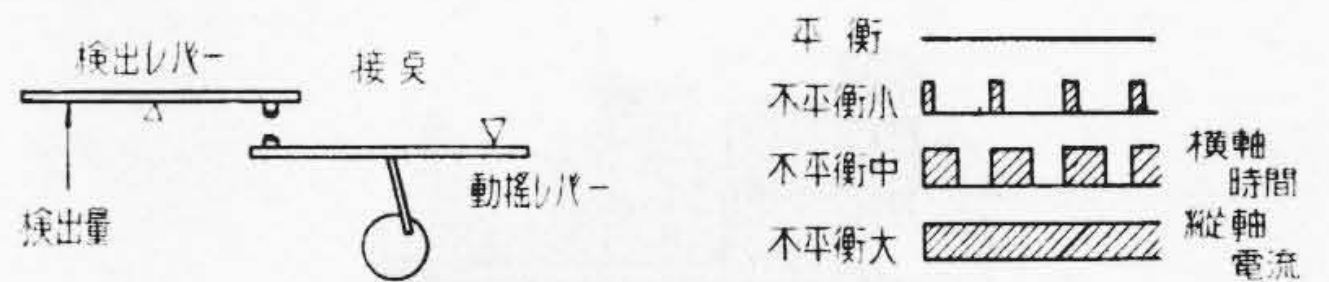 検出レバー
接点
動揺レバー
検出量
平衡
不平衡小
不平衡中
不平衡大
横軸
時間
縦軸
電流